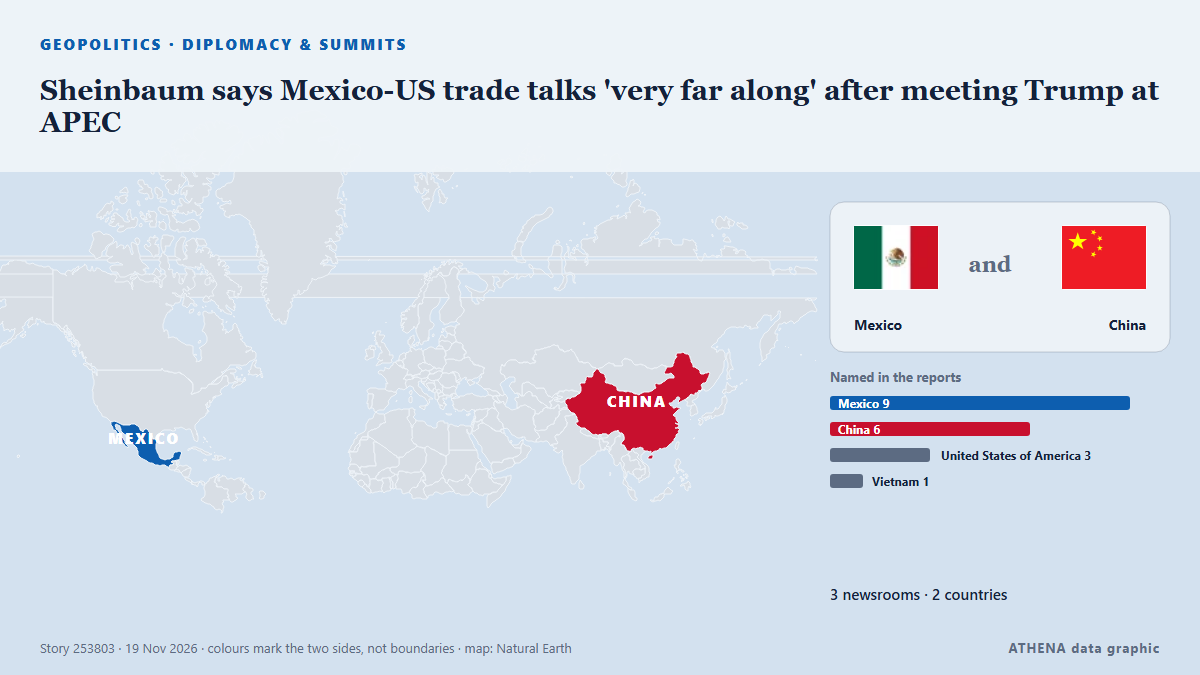 GEOPOLITICS · DIPLOMACY & SUMMITS
Sheinbaum says Mexico-US trade talks 'very far along' after meeting Trump at
APEC
MEXICO
CHINA
and
Mexico
China
Named in the reports
Mexico 9
China 6
United States of America 3
Vietnam 1
3 newsrooms · 2 countries
Story 253803 · 19 Nov 2026 · colours mark the two sides, not boundaries · map: Natural Earth
ATHENA data graphic